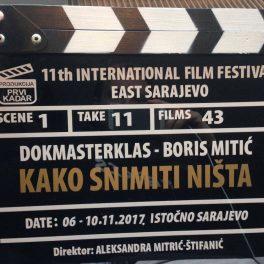 PRODUKCIJA
PRVI
KADAR
11th INTERNATIONAL FILM FESTIVAL
EAST SARAJEVO
SCENE 1 TAKE 11 FILMS 43
DOKMASTERKLAS - BORIS MITIĆ
KAKO SNIMITI NIŠTA
DATE: 06 - 10.11.2017, ISTOČNO SARAJEVO
Direktor: ALEKSANDRA MITRIĆ-ŠTIFANIĆ